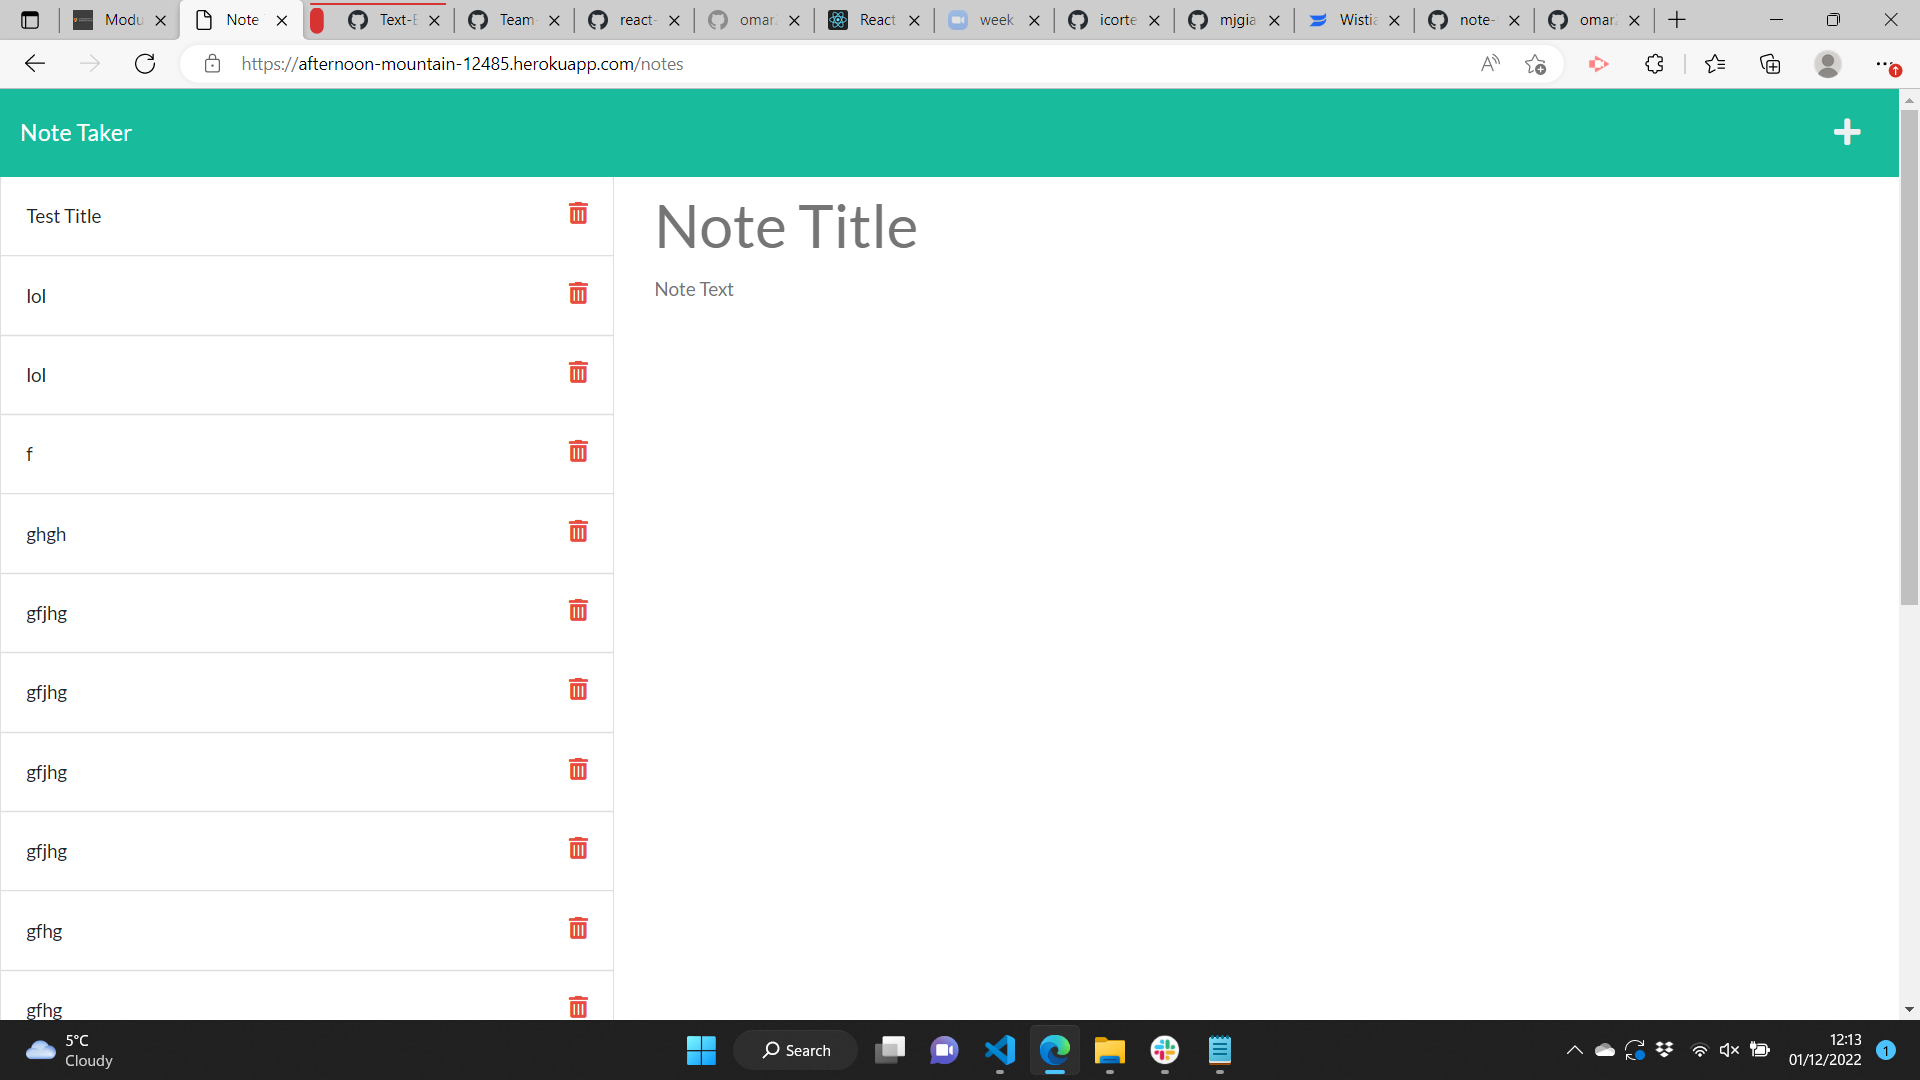 Modu
Note
Text-E
Team-
react-
omar
React
week
icorte
mjgia
Wistia
note-
omar
https://afternoon-mountain-12485.herokuapp.com/notes
Note Taker
Test Title
lol
lol
f
ghgh
gfjhg
gfjhg
gfjhg
gfjhg
gfhg
gfhg
Note Title
Note Text
5°C
Cloudy
Search
12:13
01/12/2022
1